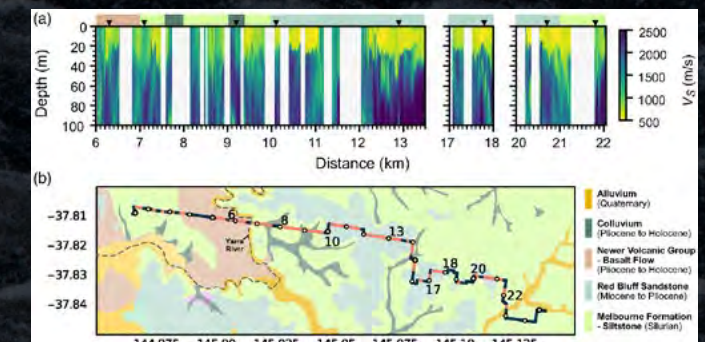 (a)
0
20
40
60
80
100
Depth (m)
6 7 8 9 10 11 12 13 17 18 20 21 22
Distance (km)
2500
2000
1500
1000
500
Vs (m/s)
(b)
−37.81
−37.82
−37.83
−37.84
6
8
10
13
17
18
20
22
Yarra
River
Alluvium
(Quaternary)
Colluvium
(Pliocene to Holocene)
Newer Volcanic Group
- Basalt Flow
(Pliocene to Holocene)
Red Bluff Sandstone
(Miocene to Pliocene)
Melbourne Formation
- Siltstone (Silurian)